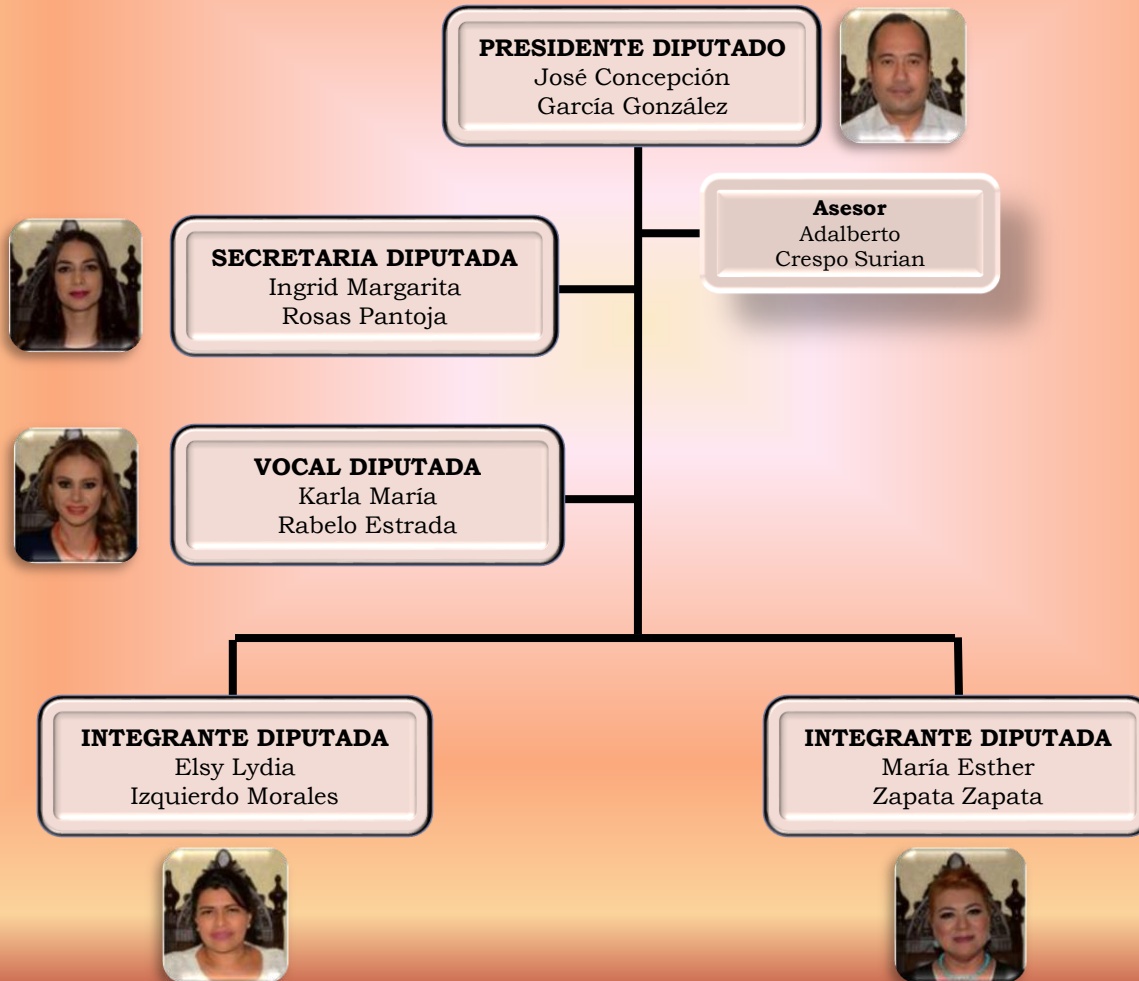 PRESIDENTE DIPUTADO
José Concepción
García González
Asesor
Adalberto
Crespo Surian
SECRETARIA DIPUTADA
Ingrid Margarita
Rosas Pantoja
VOCAL DIPUTADA
Karla María
Rabelo Estrada
INTEGRANTE DIPUTADA
Elsy Lydia
Izquierdo Morales
INTEGRANTE DIPUTADA
María Esther
Zapata Zapata